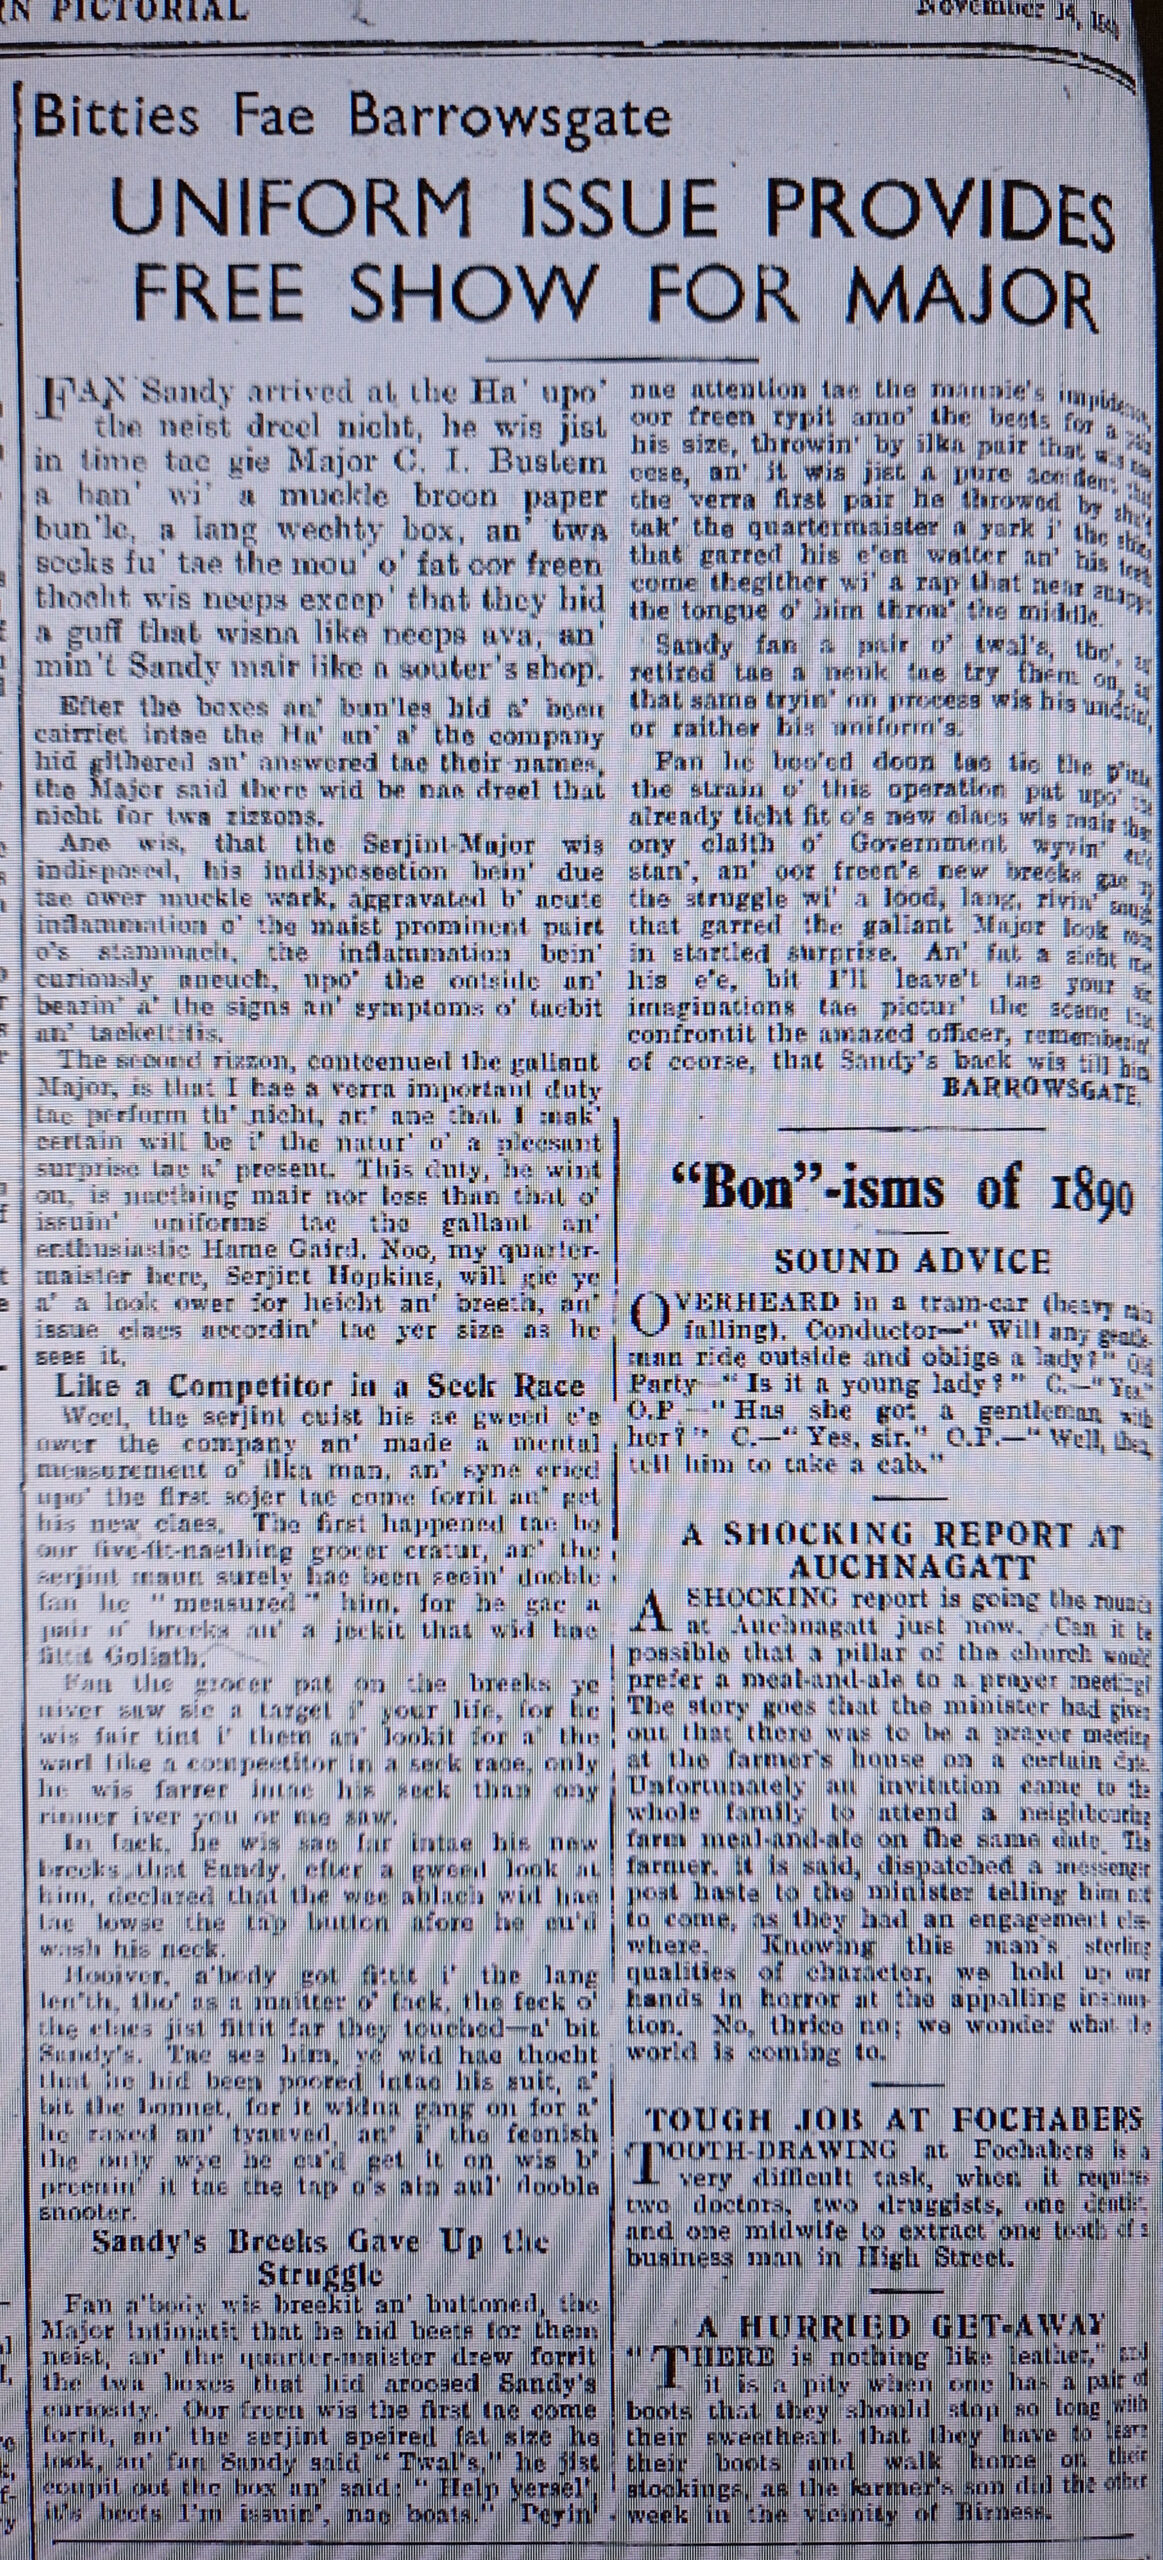 N PICTORIAL
November 14,
Bitties Fae Barrowsgate
UNIFORM ISSUE PROVIDES
FREE SHOW FOR MAJOR
FAN Sandy arrived at the Ha' upo'
the neist dreel nicht, he wis jist
in time tae gie Major C. I. Bustem
a han' wi' a muckle broon paper
bun'le, a lang wechty box, an' twa
secks fu' tae the mou' o' fat oor freen
thocht wis neeps excep' that they hid
a guff that wisna like neeps ava, an'
min't Sandy mair like a souter's shop.
Efter the boxes an' bun'les hid a' been
cairriet intae the Ha' an' a' the company
hid githered an' answered tae their names,
the Major said there wid be nae dreel that
nicht for twa rizzons.
Ane wis, that the Serjint-Major wis
indisposed, his indisposeetion bein' due
tae ower muckle wark, aggravated b' acute
inflammation o' the maist prominent pairt
o's stammach, the inflammation bein'
curiously aneuch, upo' the outside an'
bearin' a' the signs an' symptoms o' taebit
an' tackettitis.
The second rizzon, conteenued the gallant
Major, is that I hae a verra important duty
tae perform th' nicht, an' ane that I mak'
certain will be i' the natur' o' a pleesant
surprise tae a' present. This duty, he wint
on, is neething mair nor less than that o'
issuin' uniforms tae the gallant an'
enthusiastic Hame Gaird. Noo, my quarter-
maister here, Serjint Hopkins, will gie ye
a' a look ower for height an' breeth, an'
issue claes accordin' tae yer size as he
sees it.
Like a Competitor in a Seck Race
Weel, the serjint cuist his ae gweed e'e
ower the company an' made a mental
measurement o' ilka man, an' syne cried
upo' the first sojer tae come forrit an' get
his new claes. The first happened tae be
our five-fit-naething grocer cratur, an' the
serjint maun surely hae been seein' dooble
fan he "measured" him, for he gae a
pair o' breeks an' a jeckit that wid hae
fittit Goliath.
Fan the grocer pat on the breeks ye
niver saw sic a target i' your life, for he
wis fair tint i' them an' lookit for a' the
warl like a competitor in a seck race, only
he wis farrer intae his seck than ony
rinner iver you or me saw.
In fack, he wis sae far intae his new
breeks that Sandy, efter a gweed look at
him, declared that the wee ablach wid hae
tae lowse the tap button afore he cu'd
wash his neck.
Hooiver, a'body got fittit i' the lang
len'th, tho' as a maitter o' fack, the feck o'
the claes jist fittit far they touched—a' bit
Sandy's. Tae see him, ye wid hae thocht
that he hid been poored intae his suit, a'
bit the bonnet, for it widna gang on for a'
he raxed an' tyauved, an' i' the feenish
the only wye he cu'd get it on wis b'
preenin' it tae the tap o's ain aul' dooble
snooter.
Sandy's Breeks Gave Up the
Struggle
Fan a'body wis breekit an' buttoned, the
Major intimatit that he hid beets for them
neist, an' the quarter-maister drew forrit
the twa boxes that hid aroosed Sandy's
curiosity. Our freen wis the first tae come
forrit, an' the serjint speired fat size he
took, an' fan Sandy said "Twal's," he jist
coupit out the box an' said: "Help yersel',
it's beets I'm issuin', nae boats." Peyin'
nae attention tae the mannie's
oor freen rypit amo' the beets for a
his size, throwin' by ilka pair that
eese, an' it wis jist a pure accident
the verra first pair he throwed by
tak' the quartermaister a yark i' the
that garred his e'en watter an' his
come thegither wi' a rap that near
the tongue o' him throu' the middle.
Sandy fan a pair o' twal's, tho',
retired tae a neuk tae try them on,
that same tryin' on process wis his
or raither his uniform's.
Fan he boo'ed doon tae tie the
the strain o' this operation pat upo'
already ticht fit o's new claes wis mair
ony claith o' Government wyvin'
stan', an' oor freen's new breeks gae
the struggle wi' a lood, lang, rivin'
that garred the gallant Major look
in startled surprise. An' fat a sicht
his e'e, bit I'll leave't tae your
imaginations tae pictur' the scene
confrontit the amazed officer,
of coorse, that Sandy's back wis till him
BARROWSGATE.
"Bon"-isms of 1890
SOUND ADVICE
OVERHEARD in a tram-car (heavy rain
falling). Conductor—"Will any gentle-
man ride outside and oblige a lady?" Old
Party—"Is it a young lady?" C.—"Yes."
O.P.—"Has she got a gentleman with
her?" C.—"Yes, sir." O.P.—"Well, then,
tell him to take a cab."
A SHOCKING REPORT AT
AUCHNAGATT
A SHOCKING report is going the rounds
at Auchnagatt just now. Can it be
possible that a pillar of the church would
prefer a meal-and-ale to a prayer meeting?
The story goes that the minister had given
out that there was to be a prayer meeting
at the farmer's house on a certain date.
Unfortunately an invitation came to the
whole family to attend a neighbouring
farm meal-and-ale on the same date. The
farmer, it is said, dispatched a messenger
post haste to the minister telling him not
to come, as they had an engagement else-
where. Knowing this man's sterling
qualities of character, we hold up our
hands in horror at the appalling insinua-
tion. No, thrice no; we wonder what the
world is coming to.
TOUGH JOB AT FOCHABERS
TOOTH-DRAWING at Fochabers is a
very difficult task, when it requires
two doctors, two druggists, one dentist
and one midwife to extract one tooth of a
business man in High Street.
A HURRIED GET-AWAY
"THERE is nothing like leather," and
it is a pity when one has a pair of
boots that they should stop so long with
their sweetheart that they have to leave
their boots and walk home on their
stockings, as the farmer's son did the other
week in the vicinity of Birness.